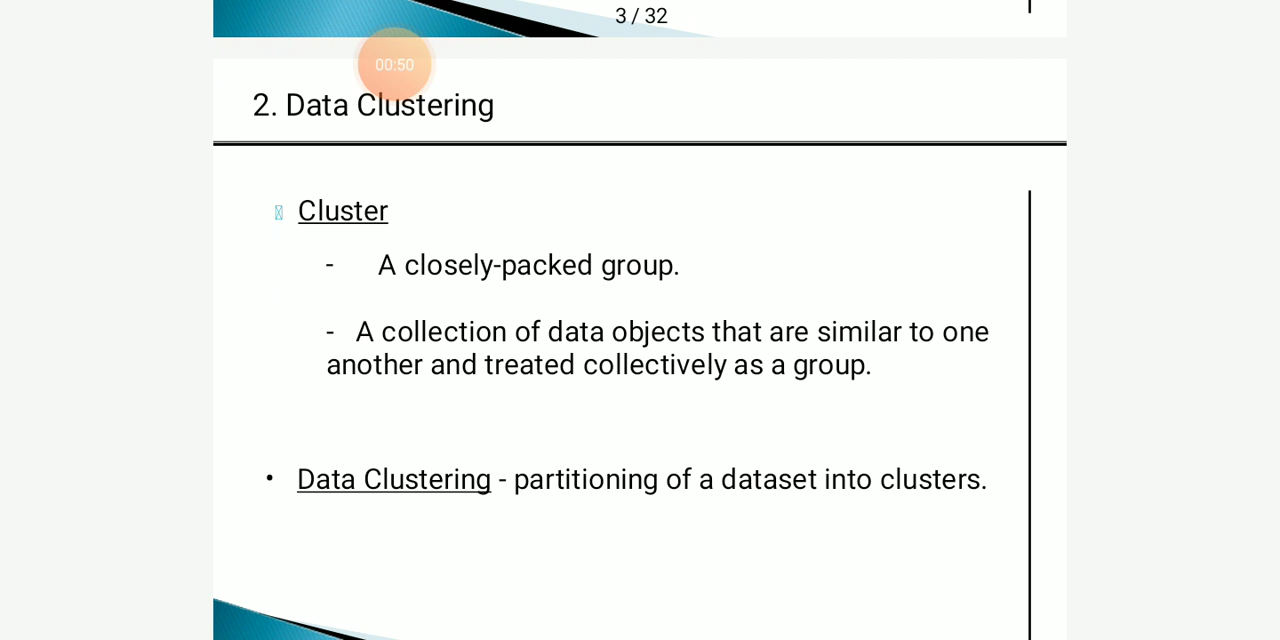 3 / 32
00:50
2. Data Clustering
Cluster
- A closely-packed group.
- A collection of data objects that are similar to one
another and treated collectively as a group.
• Data Clustering - partitioning of a dataset into clusters.